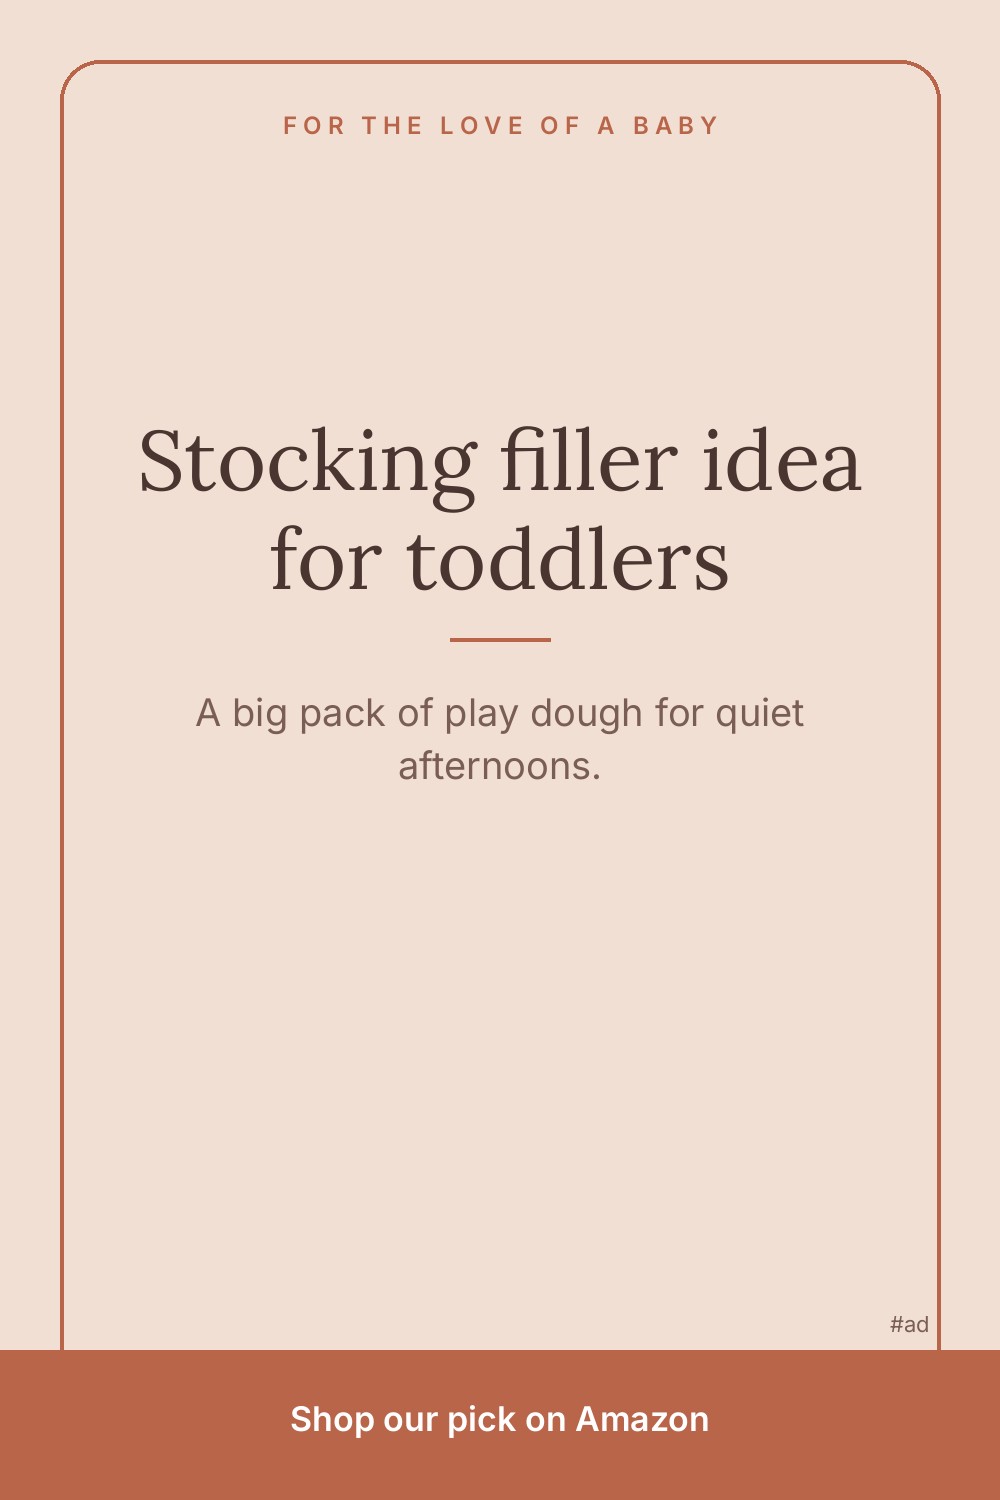 FOR THE LOVE OF A BABY
Stocking filler idea
for toddlers
A big pack of play dough for quiet
afternoons.
#ad
Shop our pick on Amazon